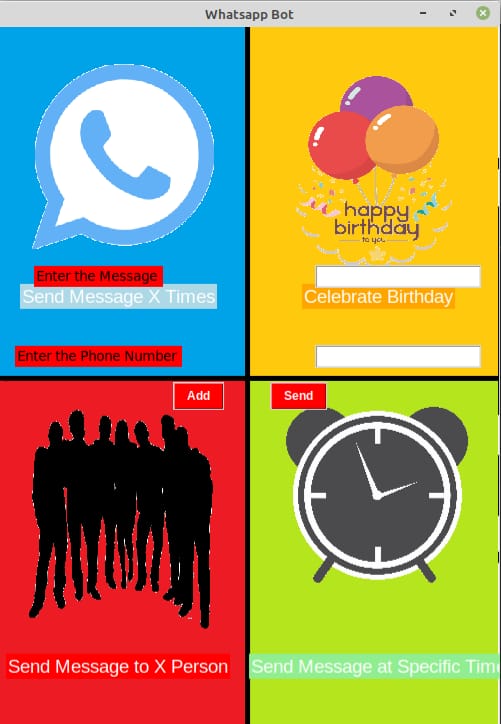 Whatsapp Bot
happy
birthday
to you
Enter the Message
Send Message X Times
Celebrate Birthday
Enter the Phone Number
Add
Send
Send Message to X Person
Send Message at Specific Time